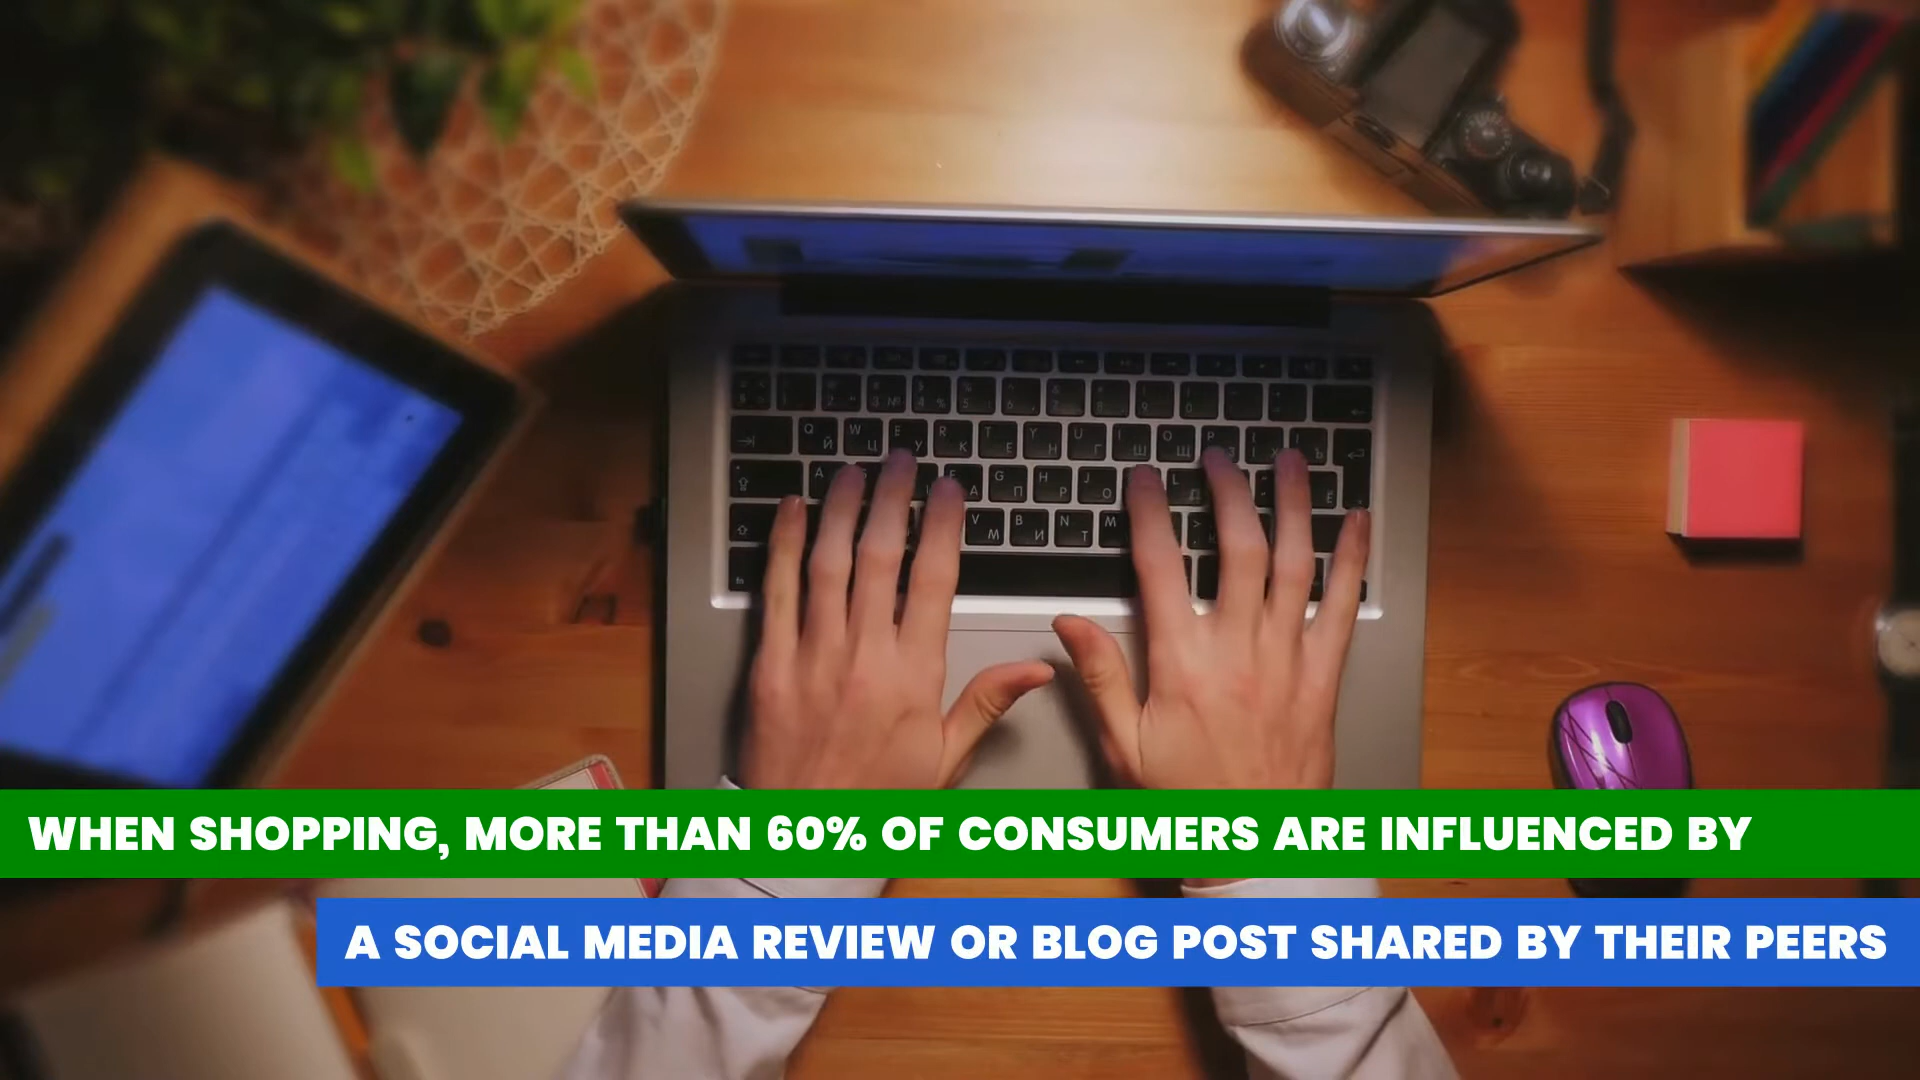 Q Й W Ц E У R К T Е Y Н U Г I Ш O Щ P З
A F А G П H Р J О L Д
V М B И N Т M
fn
WHEN SHOPPING, MORE THAN 60% OF CONSUMERS ARE INFLUENCED BY
A SOCIAL MEDIA REVIEW OR BLOG POST SHARED BY THEIR PEERS